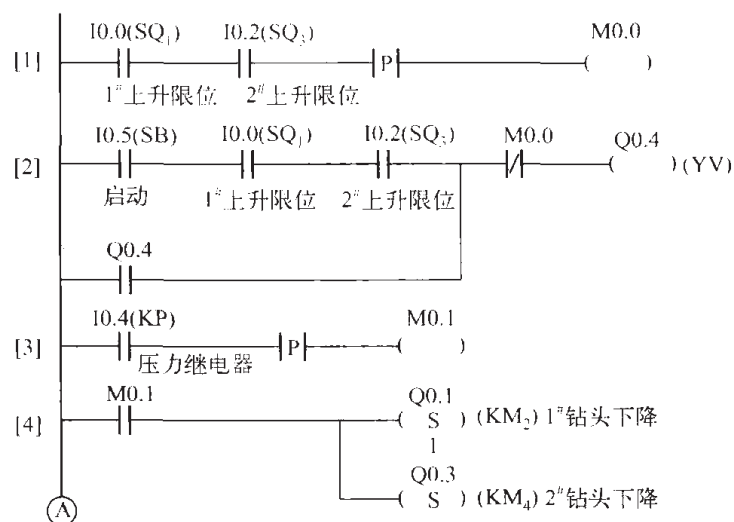 I0.0(SQ₁) I0.2(SQ₃) M0.0
[1] P ( )
1#上升限位 2#上升限位
I0.5(SB) I0.0(SQ₁) I0.2(SQ₃) M0.0 Q0.4
[2] ( ) (YV)
启动 1#上升限位 2#上升限位
Q0.4
I0.4(KP) M0.1
[3] P ( )
压力继电器
M0.1 Q0.1
[4] ( S ) (KM₂) 1#钻头下降
1
Q0.3
( S ) (KM₄) 2#钻头下降
A